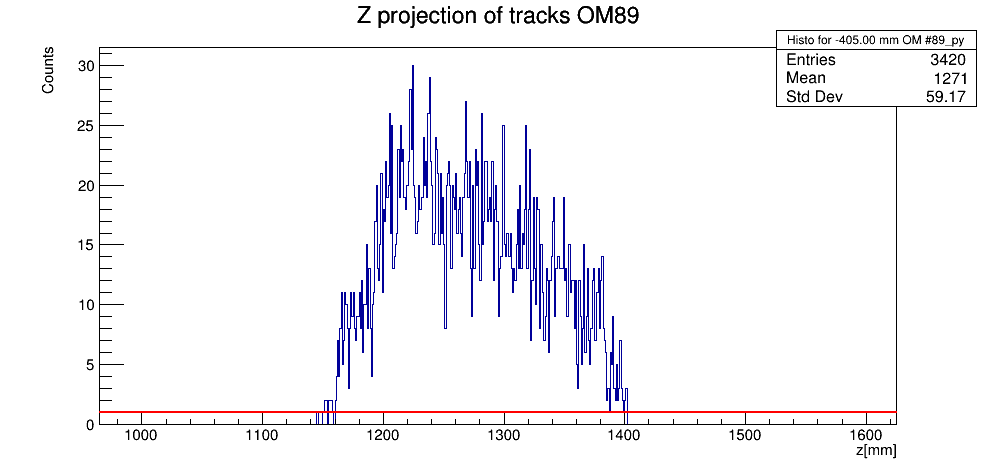 Z projection of tracks OM89
Histo for -405.00 mm OM #89_py
Entries 3420
Mean 1271
Std Dev 59.17
Counts
30
25
20
15
10
5
0
1000 1100 1200 1300 1400 1500 1600
z[mm]